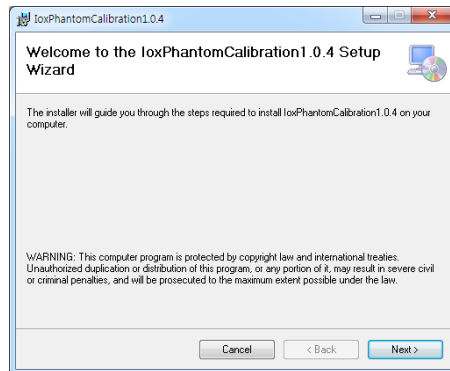 IoxPhantomCalibration1.0.4
Welcome to the IoxPhantomCalibration1.0.4 Setup
Wizard
The installer will guide you through the steps required to install IoxPhantomCalibration1.0.4 on your
computer.
WARNING: This computer program is protected by copyright law and international treaties.
Unauthorized duplication or distribution of this program, or any portion of it, may result in severe civil
or criminal penalties, and will be prosecuted to the maximum extent possible under the law.
Cancel < Back Next >